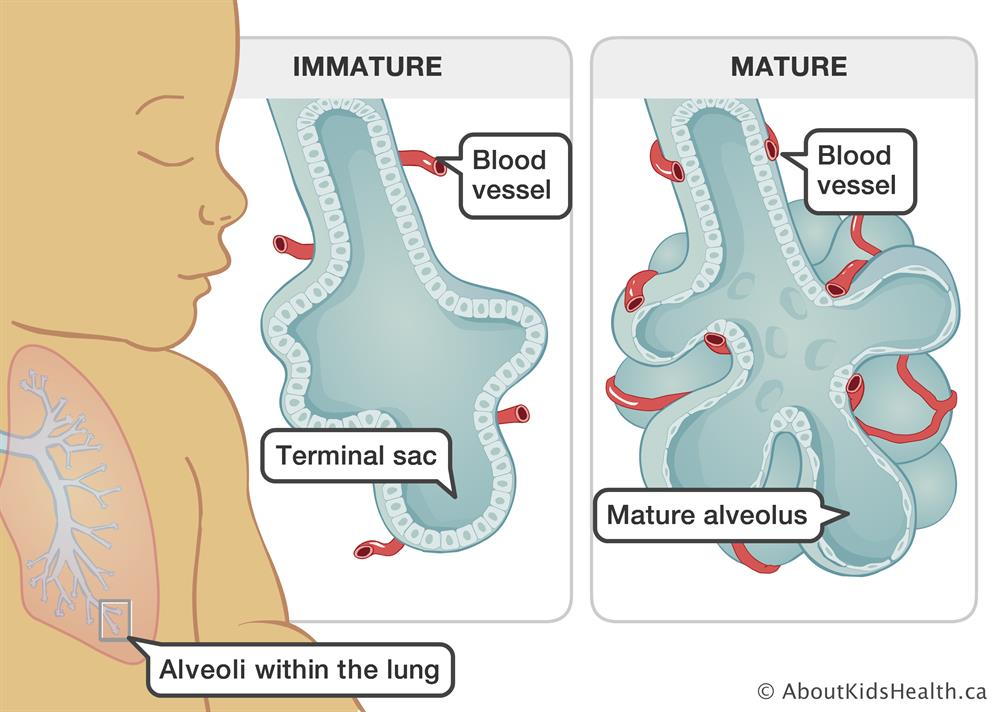 IMMATURE
MATURE
Blood
vessel
Blood
vessel
Terminal sac
Mature alveolus
Alveoli within the lung
© AboutKidsHealth.ca